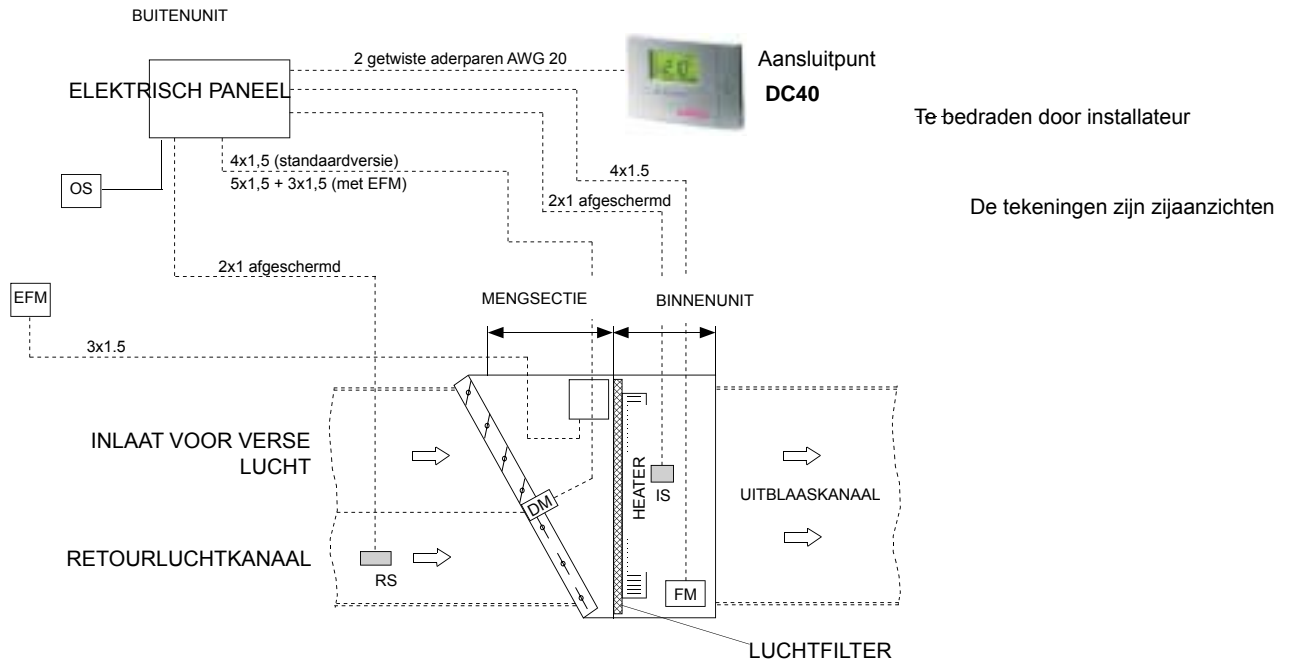 BUITENUNIT
2 getwiste aderparen AWG 20
Aansluitpunt
DC40
ELEKTRISCH PANEEL
Te bedraden door installateur
OS
4x1,5 (standaardversie)
5x1,5 + 3x1,5 (met EFM)
4x1.5
2x1 afgeschermd
De tekeningen zijn zijaanzichten
2x1 afgeschermd
EFM
MENGSECTIE
BINNENUNIT
3x1.5
INLAAT VOOR VERSE
LUCHT
HEATER
IS
UITBLAASKANAAL
DM
RETOURLUCHTKANAAL
RS
FM
LUCHTFILTER